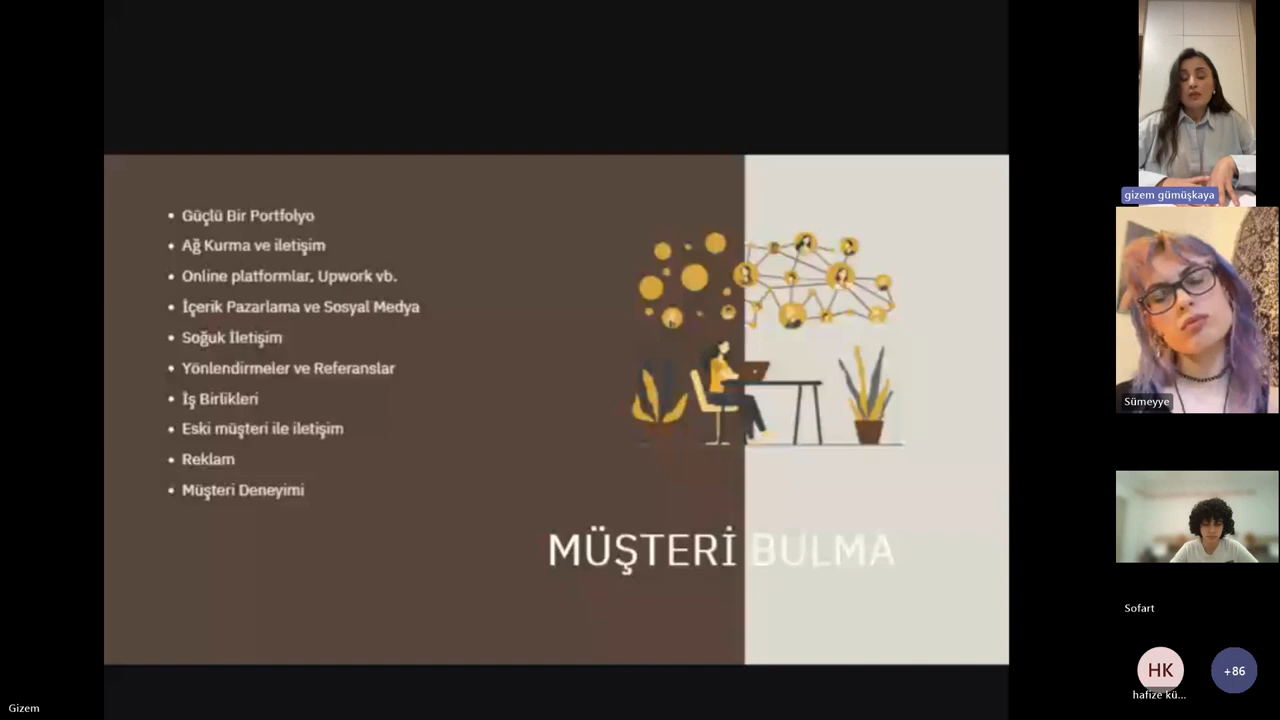 Güçlü Bir Portfolyo
Ağ Kurma ve iletişim
Online platformlar, Upwork vb.
İçerik Pazarlama ve Sosyal Medya
Soğuk İletişim
Yönlendirmeler ve Referanslar
İş Birlikleri
Eski müşteri ile iletişim
Reklam
Müşteri Deneyimi
MÜŞTERİ BULMA
gizem gümüşkaya
Sümeyye
Sofart
HK
hafize kü...
+86
Gizem